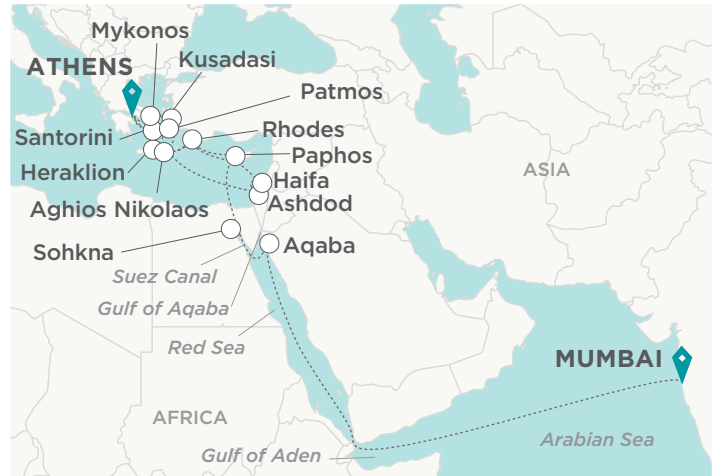 Mykonos
ATHENS
Kusadasi
Patmos
Santorini
Rhodes
Heraklion
Paphos
Haifa
Aghios Nikolaos
Ashdod
Sohkna
Aqaba
Suez Canal
Gulf of Aqaba
Red Sea
ASIA
MUMBAI
AFRICA
Gulf of Aden
Arabian Sea